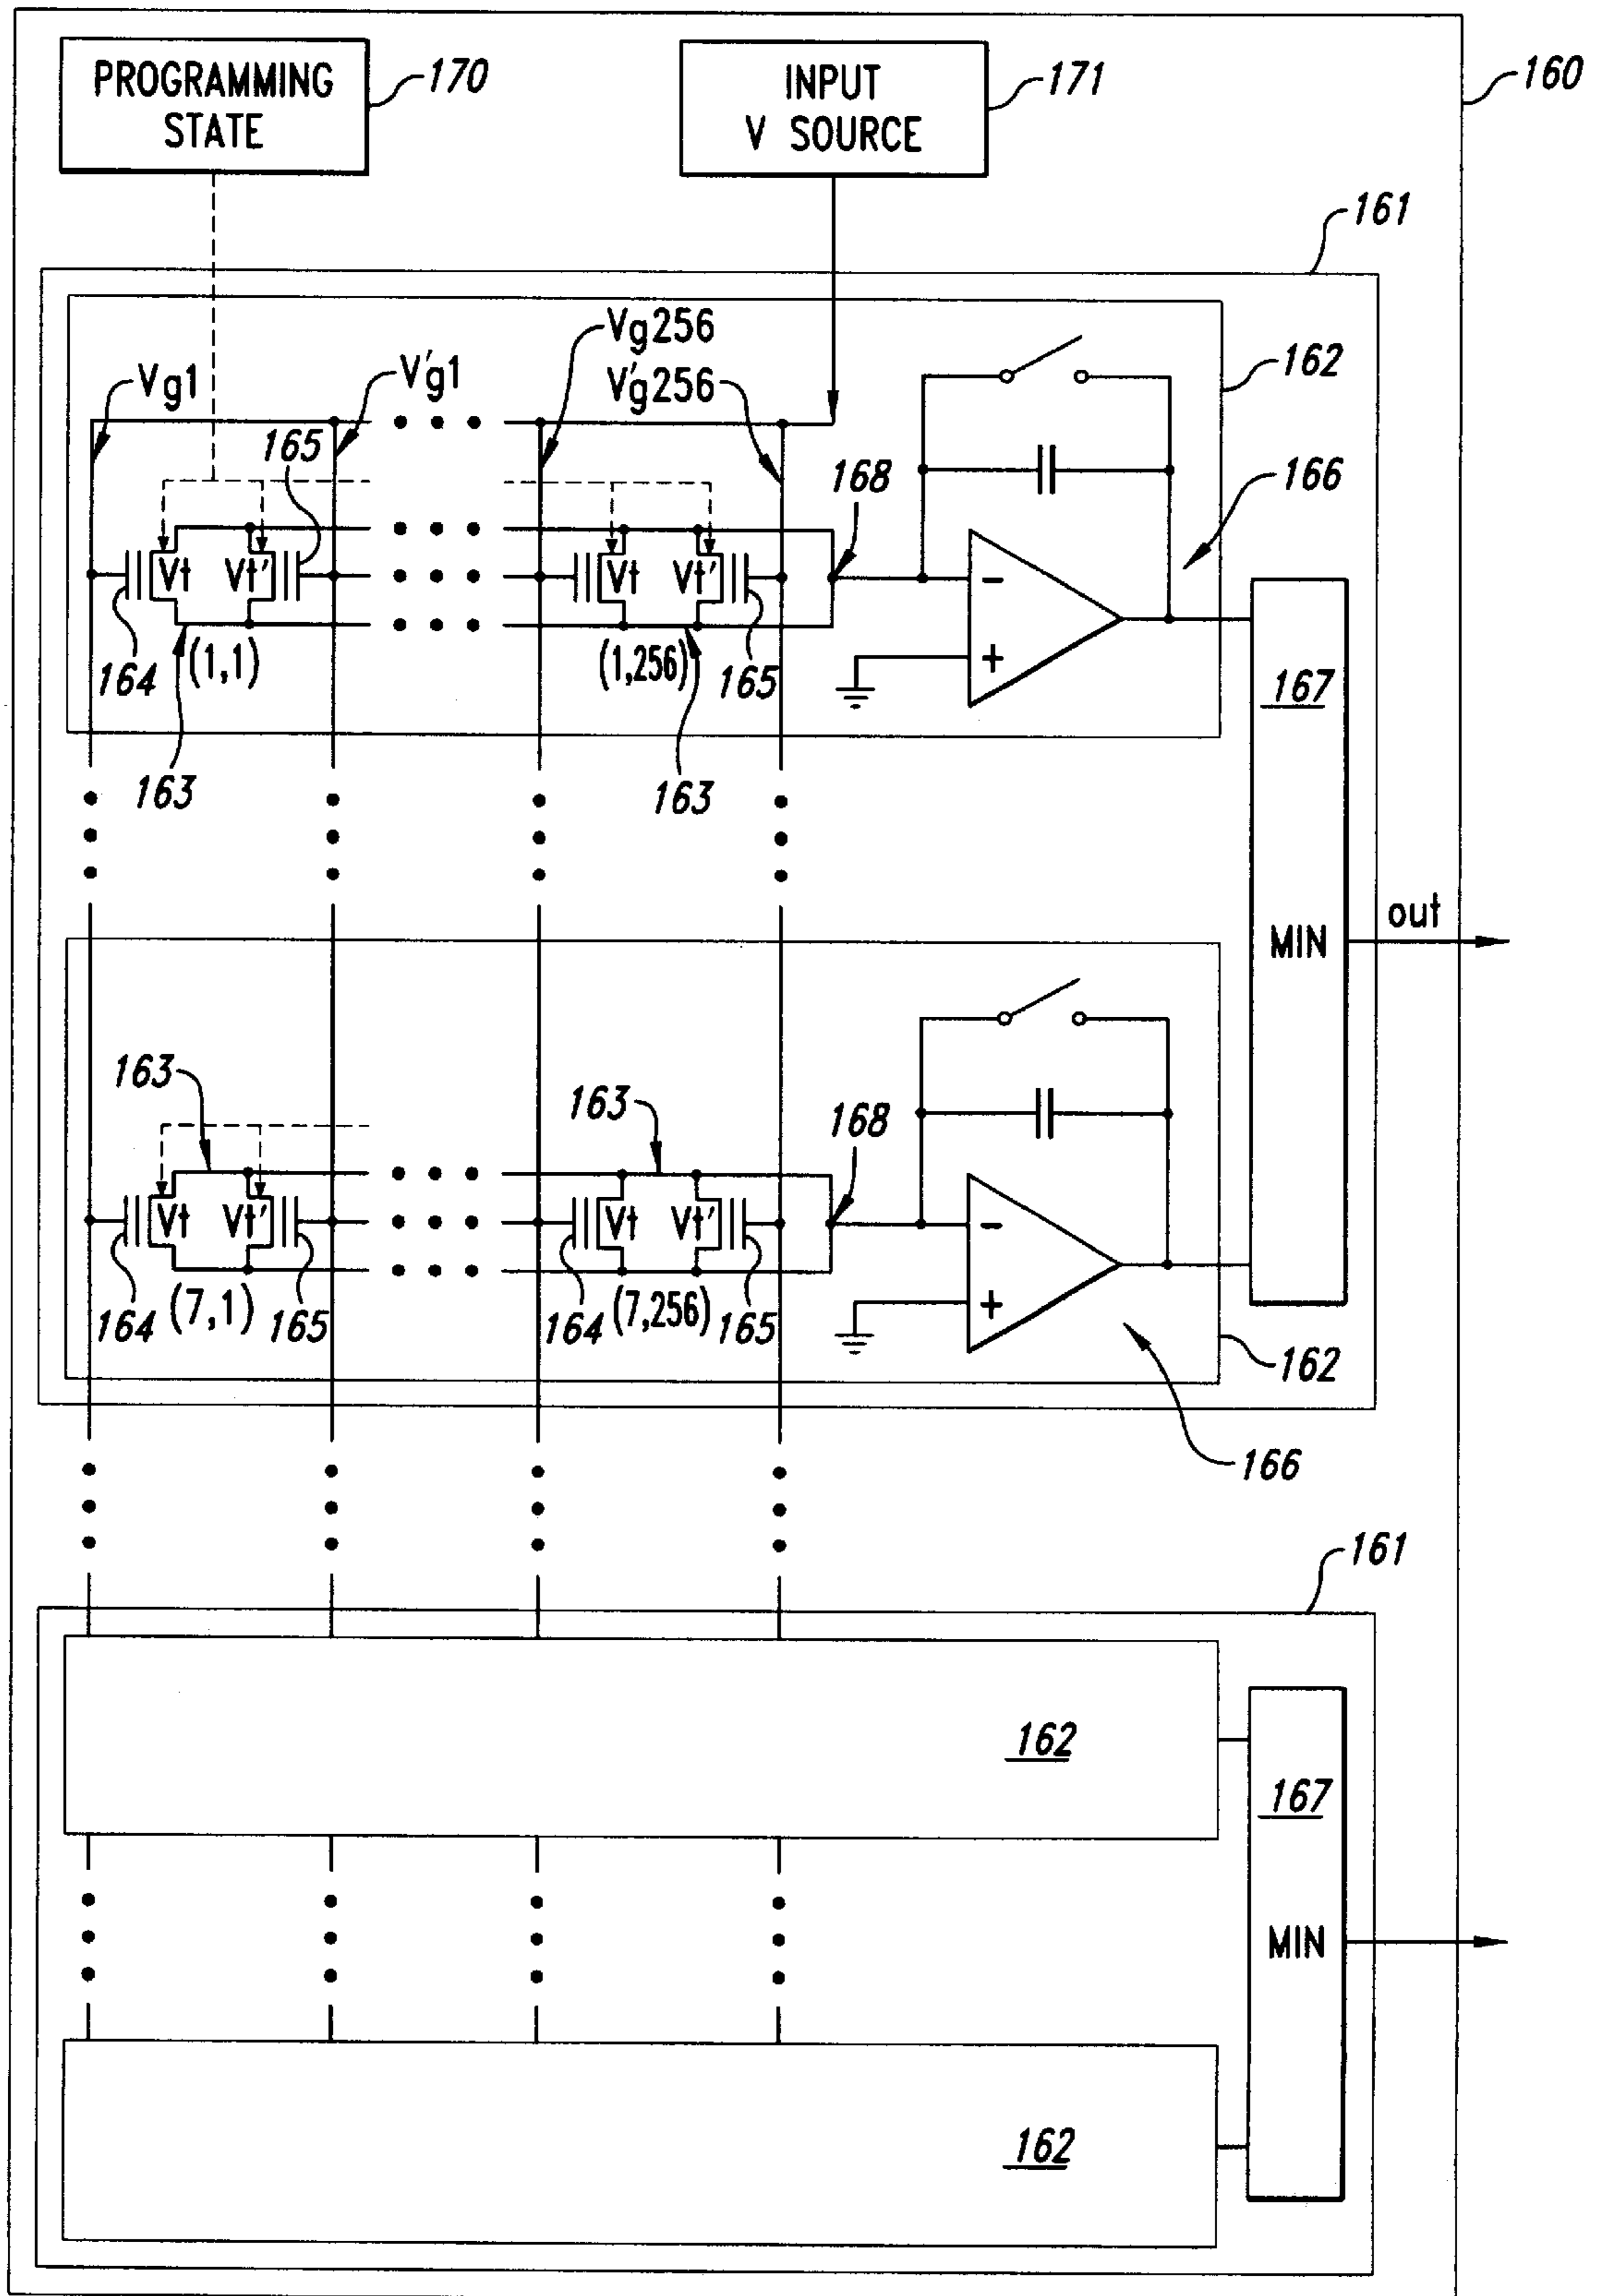 PROGRAMMING
STATE
170
INPUT
V SOURCE
171
160
161
Vg1
V'g1
Vg256
V'g256
162
165
168
166
Vt
Vt'
Vt
Vt'
164
(1,1)
(1,256)
165
167
163
163
MIN
out
163
163
168
Vt
Vt'
Vt
Vt'
164
(7,1)
165
164
(7,256)
165
162
166
161
162
167
MIN
162